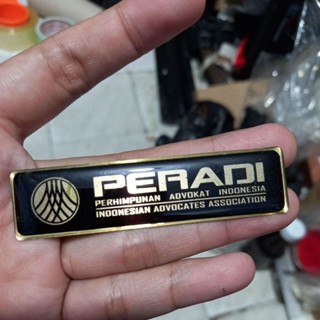 PERADI
PERHIMPUNAN ADVOKAT INDONESIA
INDONESIAN ADVOCATES ASSOCIATION